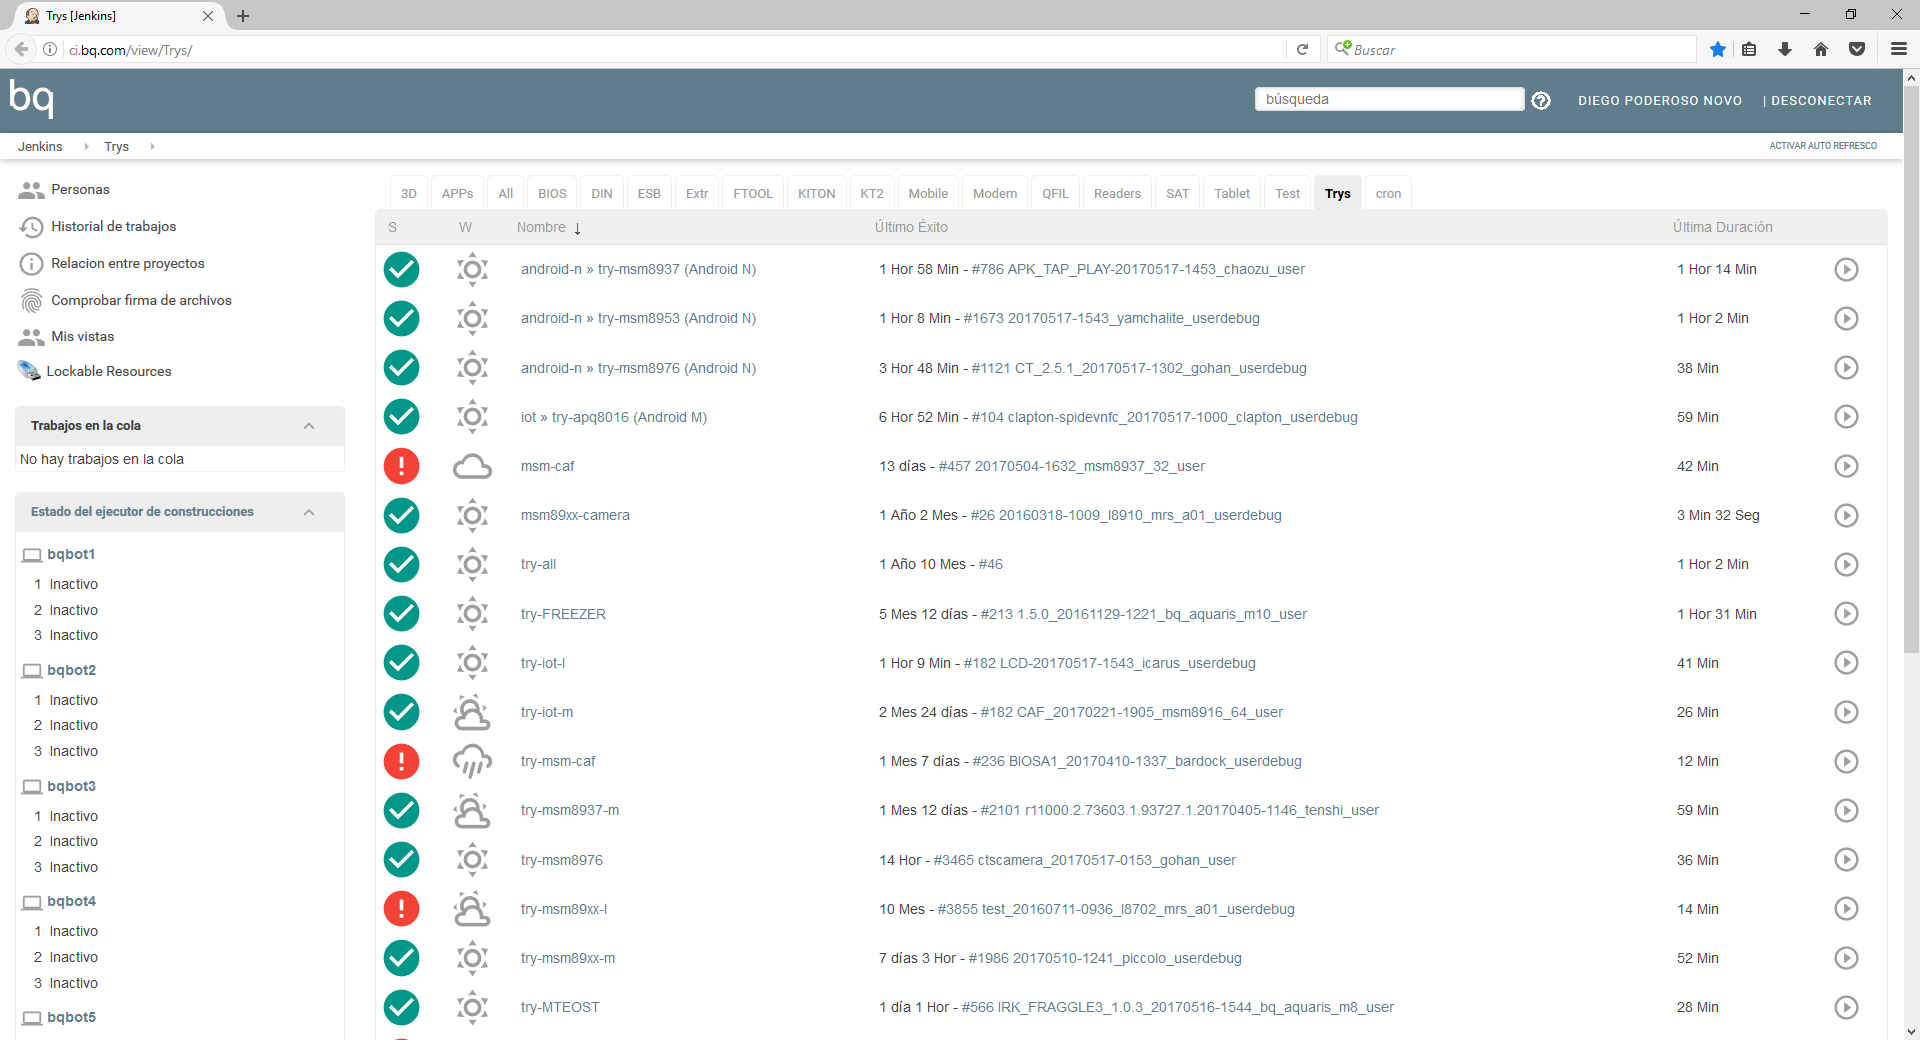 Trys [Jenkins]
ci.bq.com/view/Trys/
Buscar
bq
búsqueda
DIEGO PODEROSO NOVO | DESCONECTAR
Jenkins Trys
ACTIVAR AUTO REFRESCO
Personas
Historial de trabajos
Relacion entre proyectos
Comprobar firma de archivos
Mis vistas
Lockable Resources
Trabajos en la cola
No hay trabajos en la cola
Estado del ejecutor de construcciones
bqbot1
1 Inactivo
2 Inactivo
3 Inactivo
bqbot2
1 Inactivo
2 Inactivo
3 Inactivo
bqbot3
1 Inactivo
2 Inactivo
3 Inactivo
bqbot4
1 Inactivo
2 Inactivo
3 Inactivo
bqbot5
3D APPs All BIOS DIN ESB Extr FTOOL KITON KT2 Mobile Modem QFIL Readers SAT Tablet Test Trys cron
S W Nombre ↓ Último Éxito Última Duración
android-n » try-msm8937 (Android N) 1 Hor 58 Min - #786 APK_TAP_PLAY-20170517-1453_chaozu_user 1 Hor 14 Min
android-n » try-msm8953 (Android N) 1 Hor 8 Min - #1673 20170517-1543_yamchalite_userdebug 1 Hor 2 Min
android-n » try-msm8976 (Android N) 3 Hor 48 Min - #1121 CT_2.5.1_20170517-1302_gohan_userdebug 38 Min
iot » try-apq8016 (Android M) 6 Hor 52 Min - #104 clapton-spidevnfc_20170517-1000_clapton_userdebug 59 Min
msm-caf 13 días - #457 20170504-1632_msm8937_32_user 42 Min
msm89xx-camera 1 Año 2 Mes - #26 20160318-1009_l8910_mrs_a01_userdebug 3 Min 32 Seg
try-all 1 Año 10 Mes - #46 1 Hor 2 Min
try-FREEZER 5 Mes 12 días - #213 1.5.0_20161129-1221_bq_aquaris_m10_user 1 Hor 31 Min
try-iot-l 1 Hor 9 Min - #182 LCD-20170517-1543_icarus_userdebug 41 Min
try-iot-m 2 Mes 24 días - #182 CAF_20170221-1905_msm8916_64_user 26 Min
try-msm-caf 1 Mes 7 días - #236 BIOSA1_20170410-1337_bardock_userdebug 12 Min
try-msm8937-m 1 Mes 12 días - #2101 r11000.2.73603.1.93727.1.20170405-1146_tenshi_user 59 Min
try-msm8976 14 Hor - #3465 ctscamera_20170517-0153_gohan_user 36 Min
try-msm89xx-l 10 Mes - #3855 test_20160711-0936_l8702_mrs_a01_userdebug 14 Min
try-msm89xx-m 7 días 3 Hor - #1986 20170510-1241_piccolo_userdebug 52 Min
try-MTEOST 1 día 1 Hor - #566 IRK_FRAGGLE3_1.0.3_20170516-1544_bq_aquaris_m8_user 28 Min